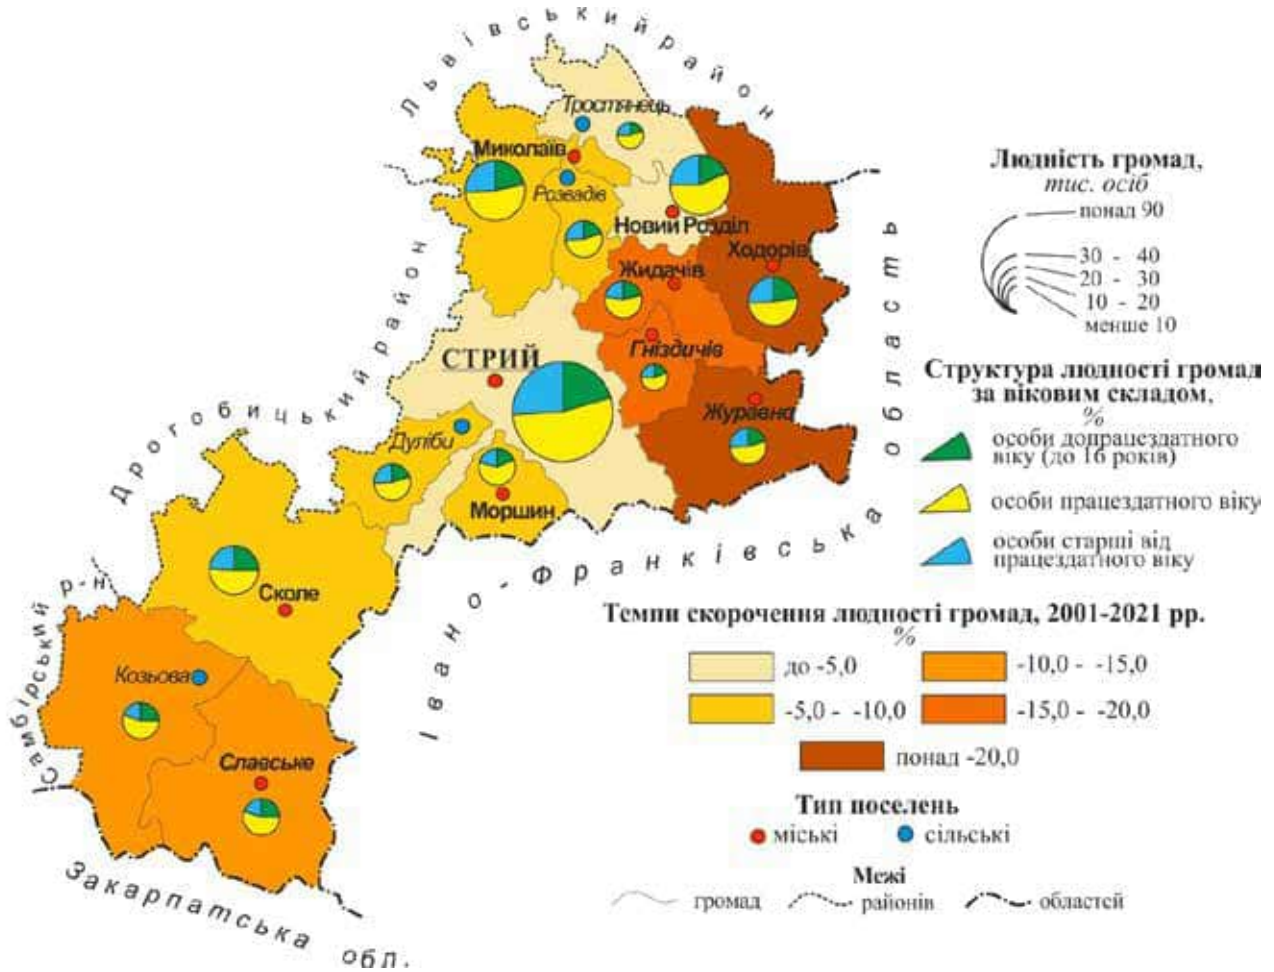 Львівський район
Тростянець
Миколаїв
Розвадів
Новий Розділ
Ходорів
Жидачів
Гніздичів
СТРИЙ
Журавно
Дуліби
Моршин
Сколе
Козьова
Славське
Дрогобицький район
Самбірський р-н
Закарпатська обл.
Івано-Франківська область
Людність громад,
тис. осіб
понад 90
30 - 40
20 - 30
10 - 20
менше 10
Структура людності громад
за віковим складом,
%
особи допрацездатного
віку (до 16 років)
особи працездатного віку
особи старші від
працездатного віку
Темпи скорочення людності громад, 2001-2021 рр.
%
до -5,0
-10,0 - -15,0
-5,0 - -10,0
-15,0 - -20,0
понад -20,0
Тип поселень
міські
сільські
Межі
громад
районів
областей